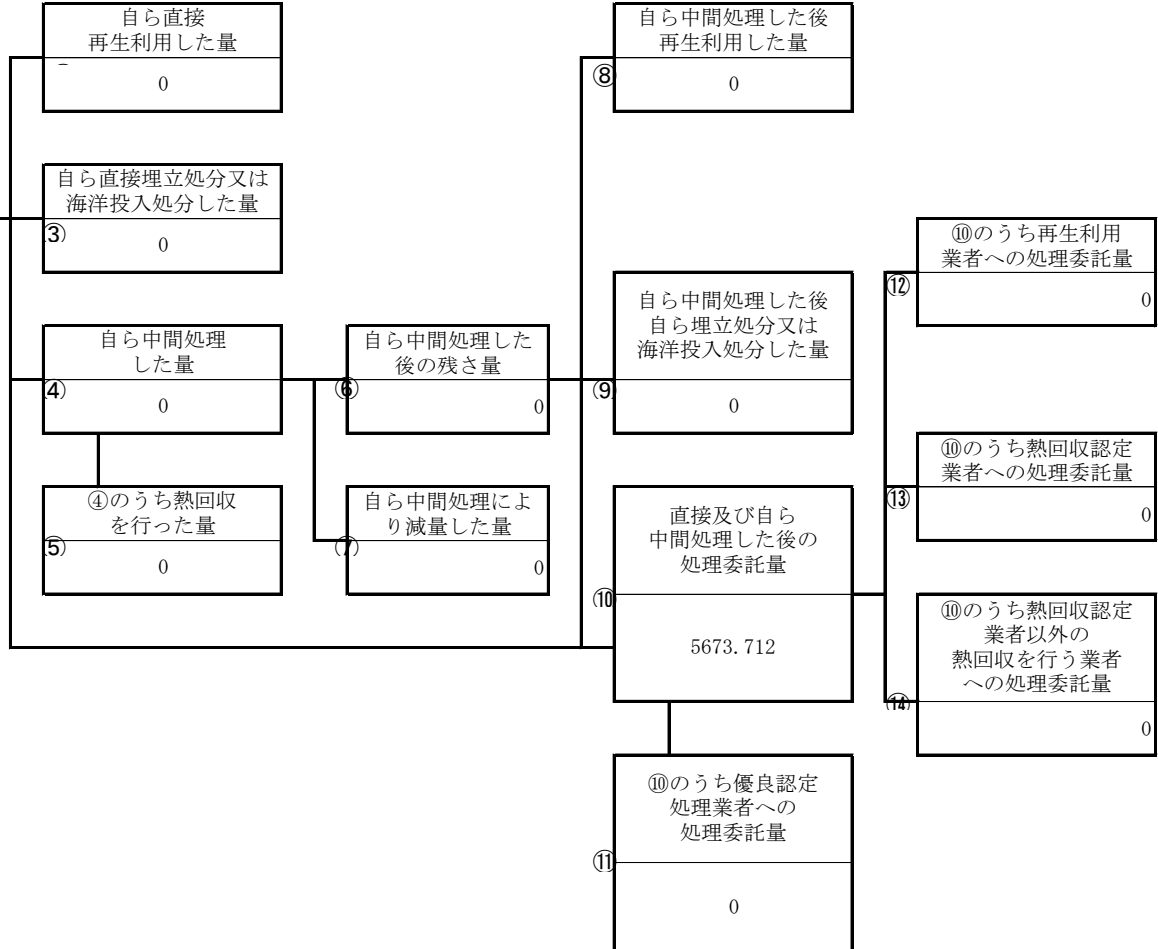 自ら直接
再生利用した量
0
自ら中間処理した後
再生利用した量
⑧
0
自ら直接埋立処分又は
海洋投入処分した量
③
0
⑩のうち再生利用
業者への処理委託量
⑫
0
自ら中間処理した後
自ら埋立処分又は
海洋投入処分した量
⑨
0
自ら中間処理
した量
④
0
自ら中間処理した
後の残さ量
⑥
0
⑩のうち熱回収認定
業者への処理委託量
⑬
0
④のうち熱回収
を行った量
⑤
0
自ら中間処理によ
り減量した量
⑦
0
直接及び自ら
中間処理した後の
処理委託量
⑩
5673.712
⑩のうち熱回収認定
業者以外の
熱回収を行う業者
への処理委託量
⑭
0
⑩のうち優良認定
処理業者への
処理委託量
⑪
0